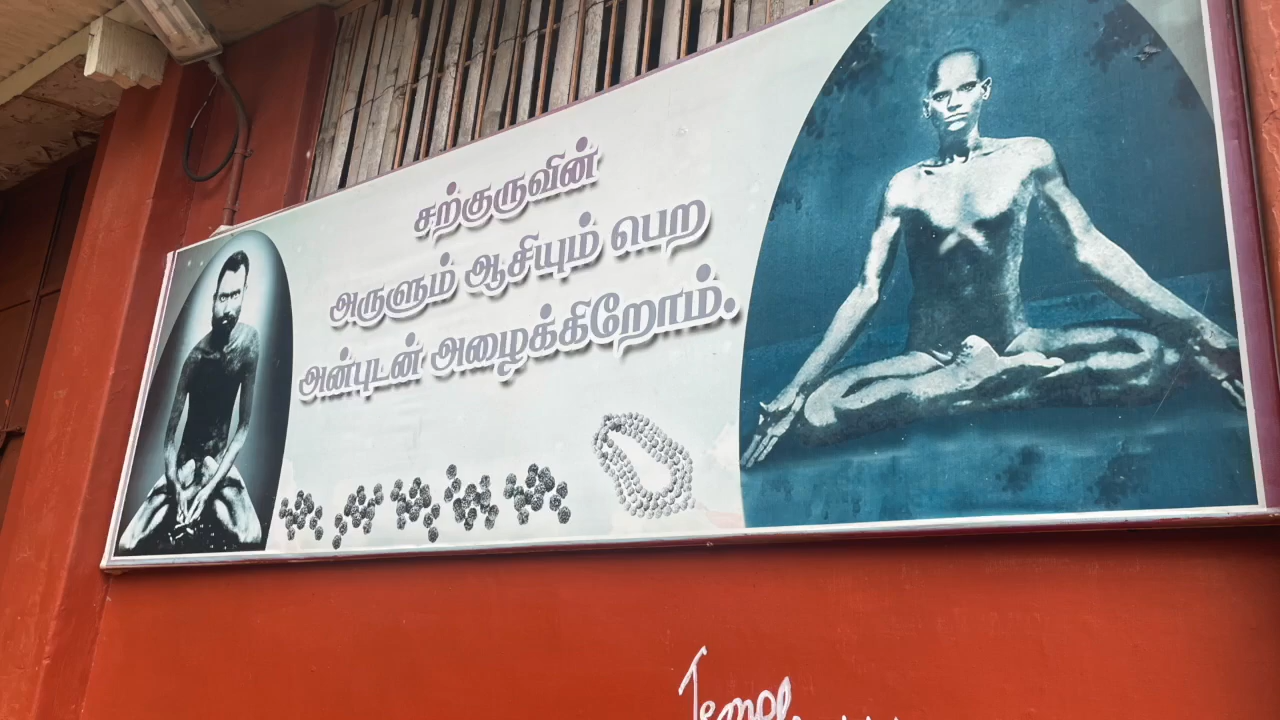 சற்குருவின்
அருளும் ஆசியும் பெற
அன்புடன் அழைக்கிறோம்.